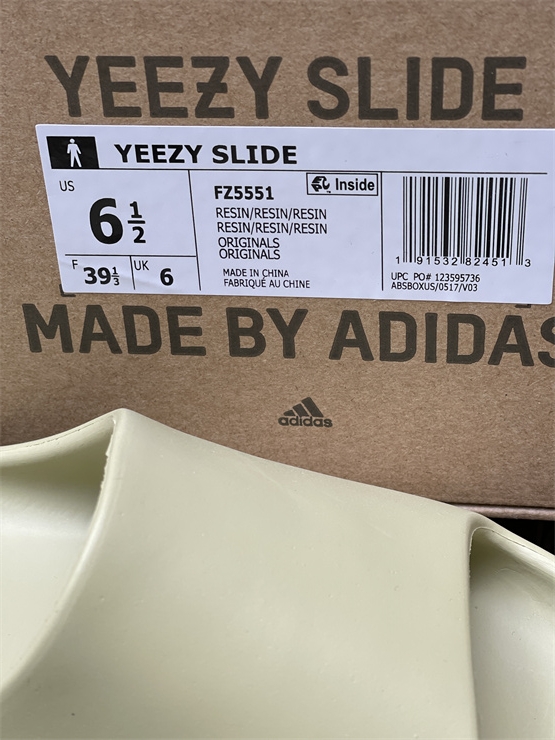 YEEZY SLIDE
YEEZY SLIDE
US
6 1/2
F 39 1/3
UK 6
FZ5551
Inside
RESIN/RESIN/RESIN
RESIN/RESIN/RESIN
ORIGINALS
ORIGINALS
MADE IN CHINA
FABRIQUÉ AU CHINE
1 91532 82451 3
UPC PO# 123595736
ABSBOXUS/0517/V03
MADE BY ADIDAS
adidas